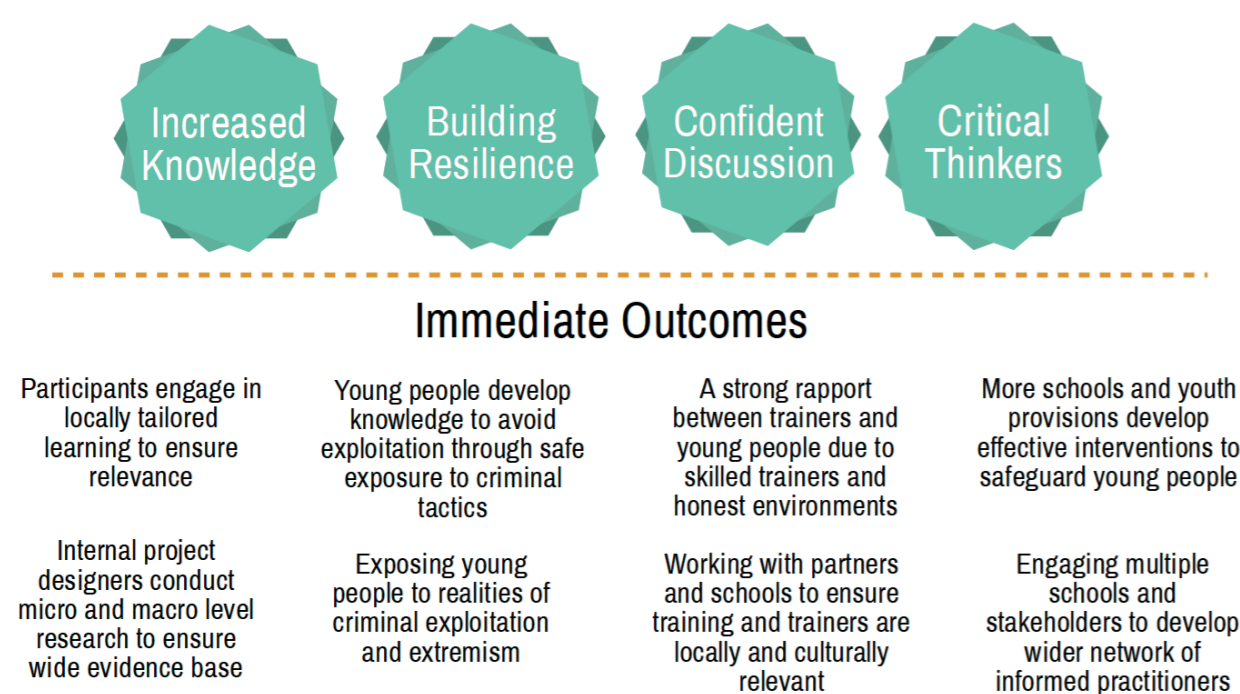 Increased
Knowledge
Building
Resilience
Confident
Discussion
Critical
Thinkers
Immediate Outcomes
Participants engage in
locally tailored
learning to ensure
relevance
Young people develop
knowledge to avoid
exploitation through safe
exposure to criminal
tactics
A strong rapport
between trainers and
young people due to
skilled trainers and
honest environments
More schools and youth
provisions develop
effective interventions to
safeguard young people
Internal project
designers conduct
micro and macro level
research to ensure
wide evidence base
Exposing young
people to realities of
criminal exploitation
and extremism
Working with partners
and schools to ensure
training and trainers are
locally and culturally
relevant
Engaging multiple
schools and
stakeholders to develop
wider network of
informed practitioners